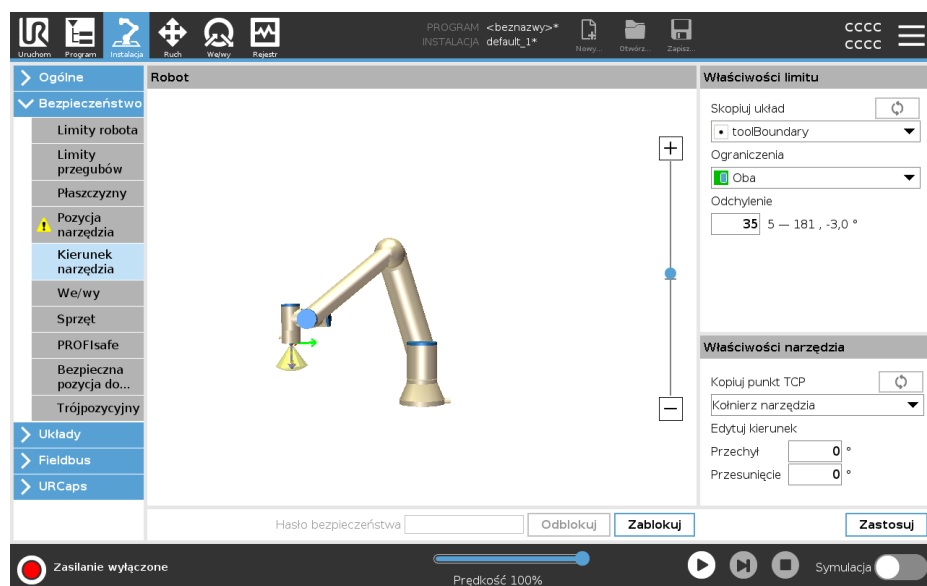 PROGRAM <beznazwy>*
INSTALACJA default_1*
Uruchom Program Instalacja Ruch We/wy Rejestr Nowy... Otwórz... Zapisz...
CCCC
CCCC
Ogólne
Bezpieczeństwo
Limity robota
Limity
przegubów
Płaszczyzny
Pozycja
narzędzia
Kierunek
narzędzia
We/wy
Sprzęt
PROFIsafe
Bezpieczna
pozycja do...
Trójpozycyjny
Układy
Fieldbus
URCaps
Robot
Właściwości limitu
Skopiuj układ
toolBoundary
Ograniczenia
Oba
Odchylenie
35 5 — 181 , -3,0 °
Właściwości narzędzia
Kopiuj punkt TCP
Kołnierz narzędzia
Edytuj kierunek
Przechył 0 °
Przesunięcie 0 °
Hasło bezpieczeństwa Odblokuj Zablokuj Zastosuj
Zasilanie wyłączone
Prędkość 100%
Symulacja